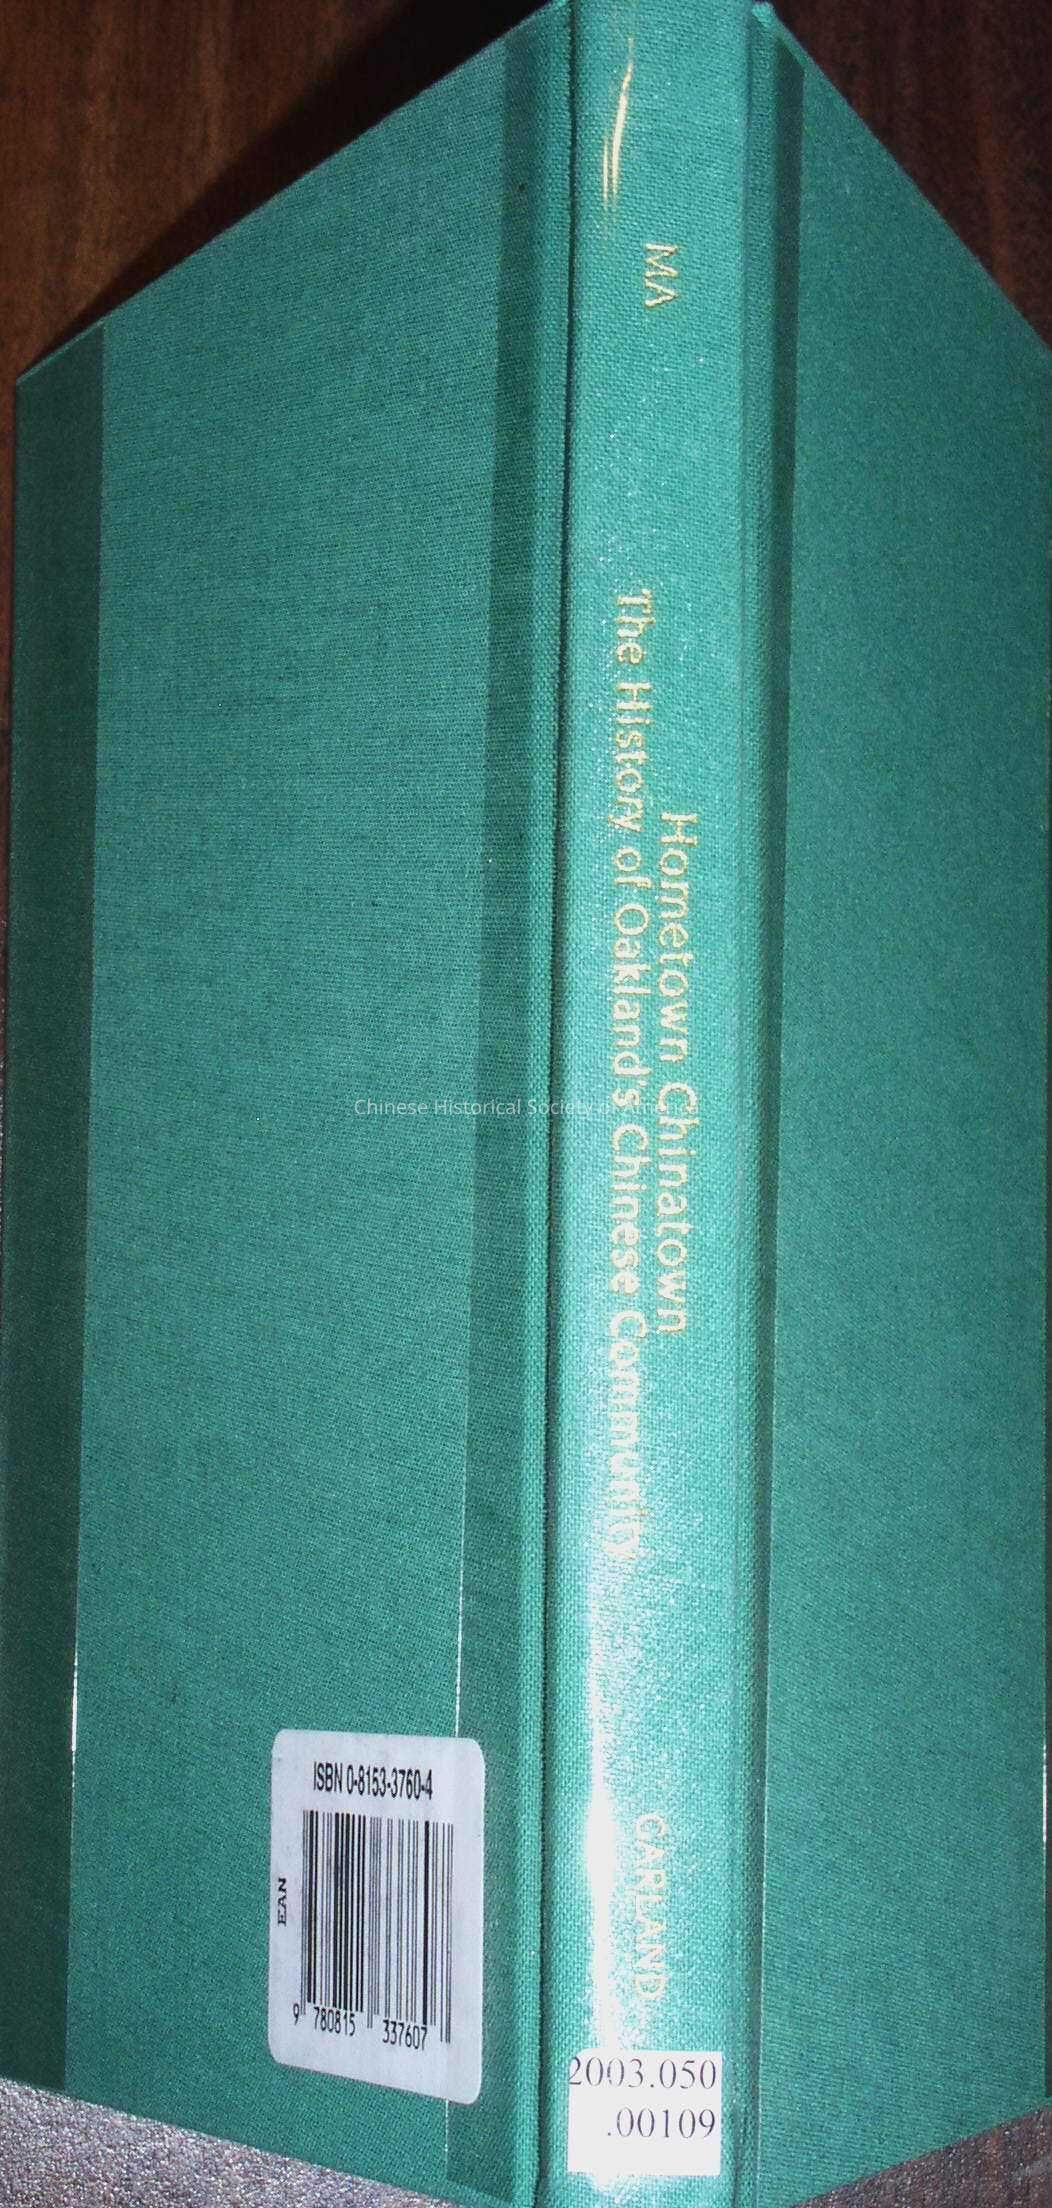 MA
Hometown Chinatown
The History of Oakland's Chinese Community
GARLAND
2003.050
.00109
ISBN 0-8153-3760-4
EAN
9 780815 337607
Chinese Historical Society of